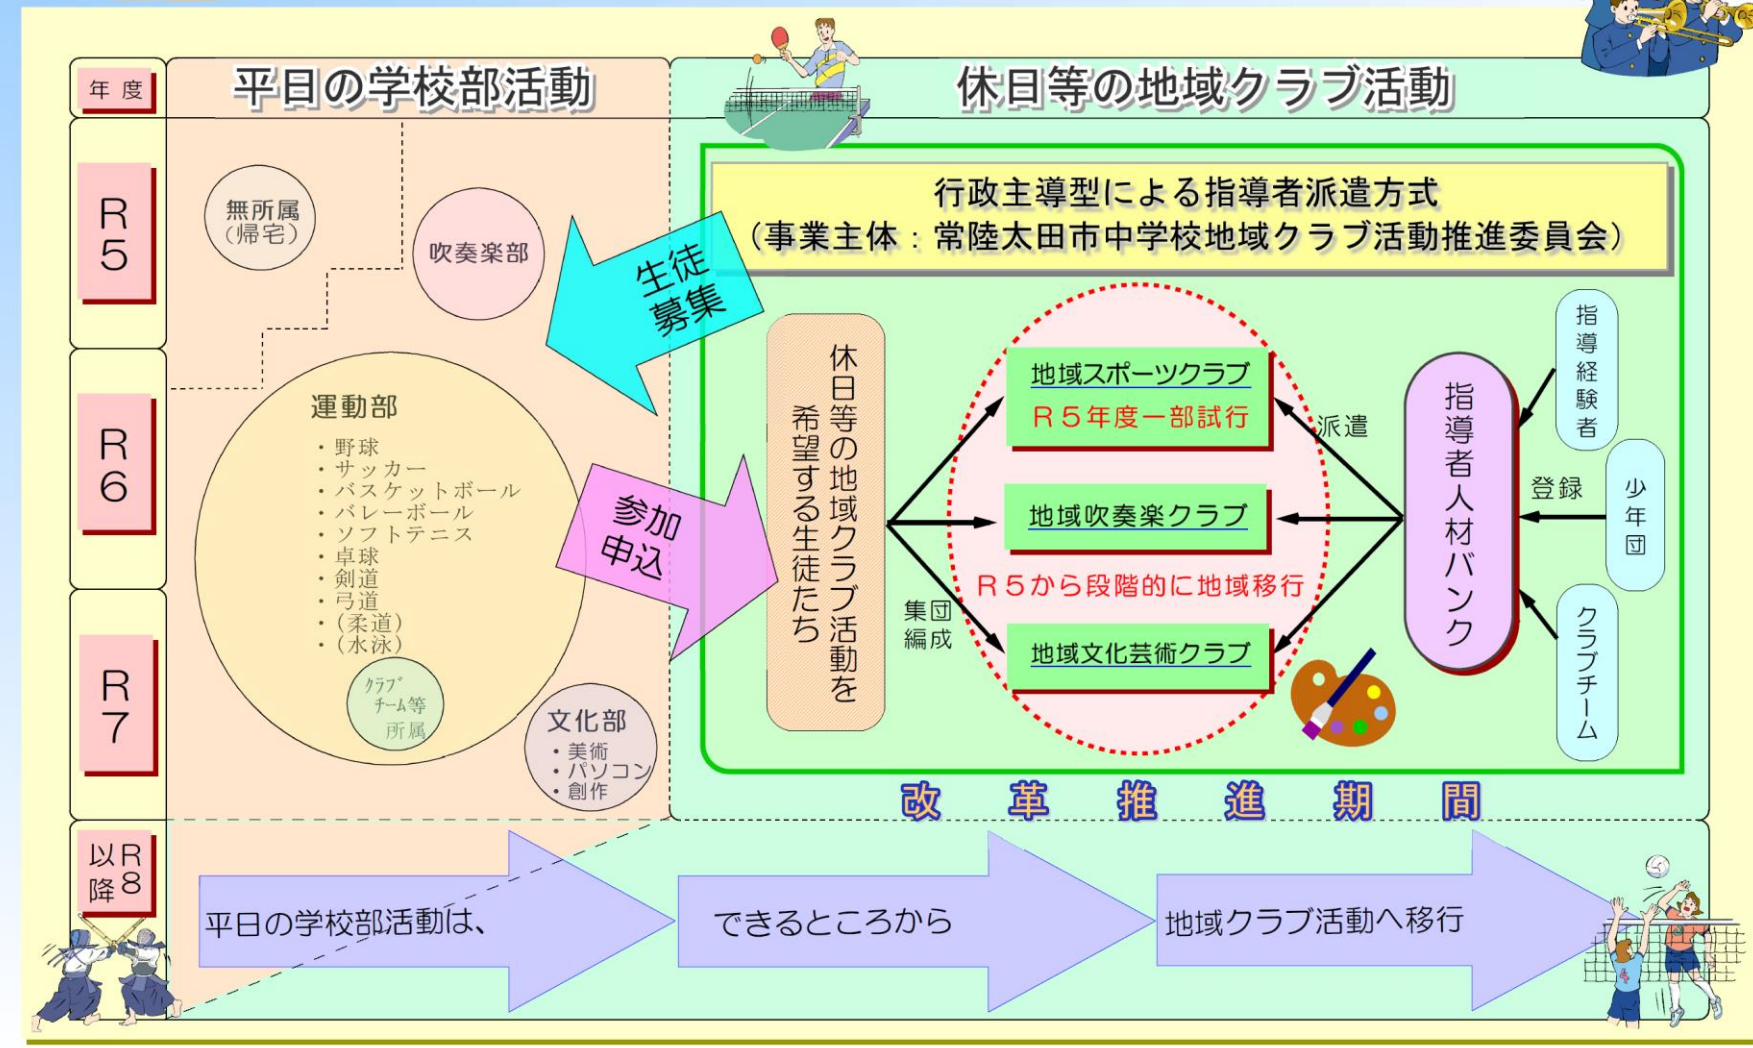 年度
平日の学校部活動
休日等の地域クラブ活動
R5
R6
R7
R8
以降
無所属
(帰宅)
吹奏楽部
運動部
・野球
・サッカー
・バスケットボール
・バレーボール
・ソフトテニス
・卓球
・剣道
・弓道
・(柔道)
・(水泳)
クラブ
チーム等
所属
文化部
・美術
・パソコン
・創作
生徒
募集
参加
申込
行政主導型による指導者派遣方式
(事業主体：常陸太田市中学校地域クラブ活動推進委員会)
休日等の地域クラブ活動を
希望する生徒たち
集団
編成
地域スポーツクラブ
R5年度一部試行
地域吹奏楽クラブ
R5から段階的に地域移行
地域文化芸術クラブ
派遣
指導者人材バンク
登録
指導経験者
少年団
クラブチーム
改革推進期間
平日の学校部活動は、
できるところから
地域クラブ活動へ移行